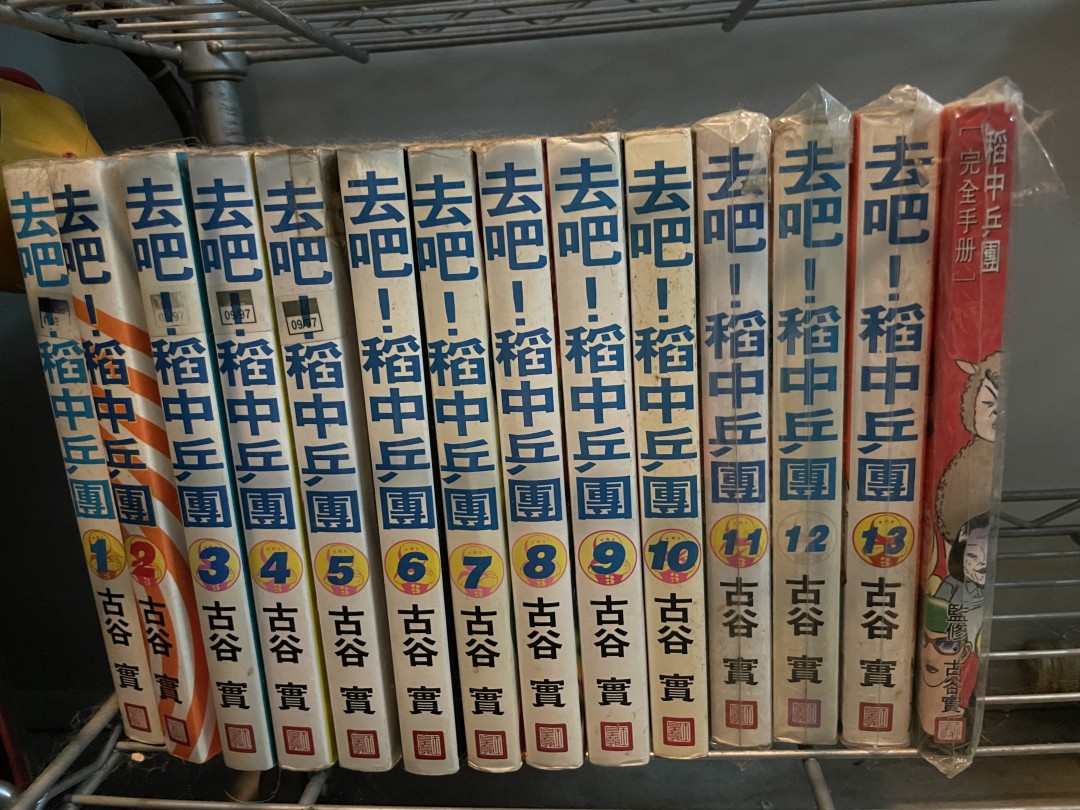 去吧!稻中乒團 1 古谷 實
去吧!稻中乒團 2 古谷 實
去吧!稻中乒團 3 古谷 實
09/97
去吧!稻中乒團 4 古谷 實
09/97
去吧!稻中乒團 5 古谷 實
去吧!稻中乒團 6 古谷 實
去吧!稻中乒團 7 古谷 實
去吧!稻中乒團 8 古谷 實
去吧!稻中乒團 9 古谷 實
去吧!稻中乒團 10 古谷 實
去吧!稻中乒團 11 古谷 實
去吧!稻中乒團 12 古谷 實
去吧!稻中乒團 13 古谷 實
稻中乒團
[完全手册]
監修●古谷實